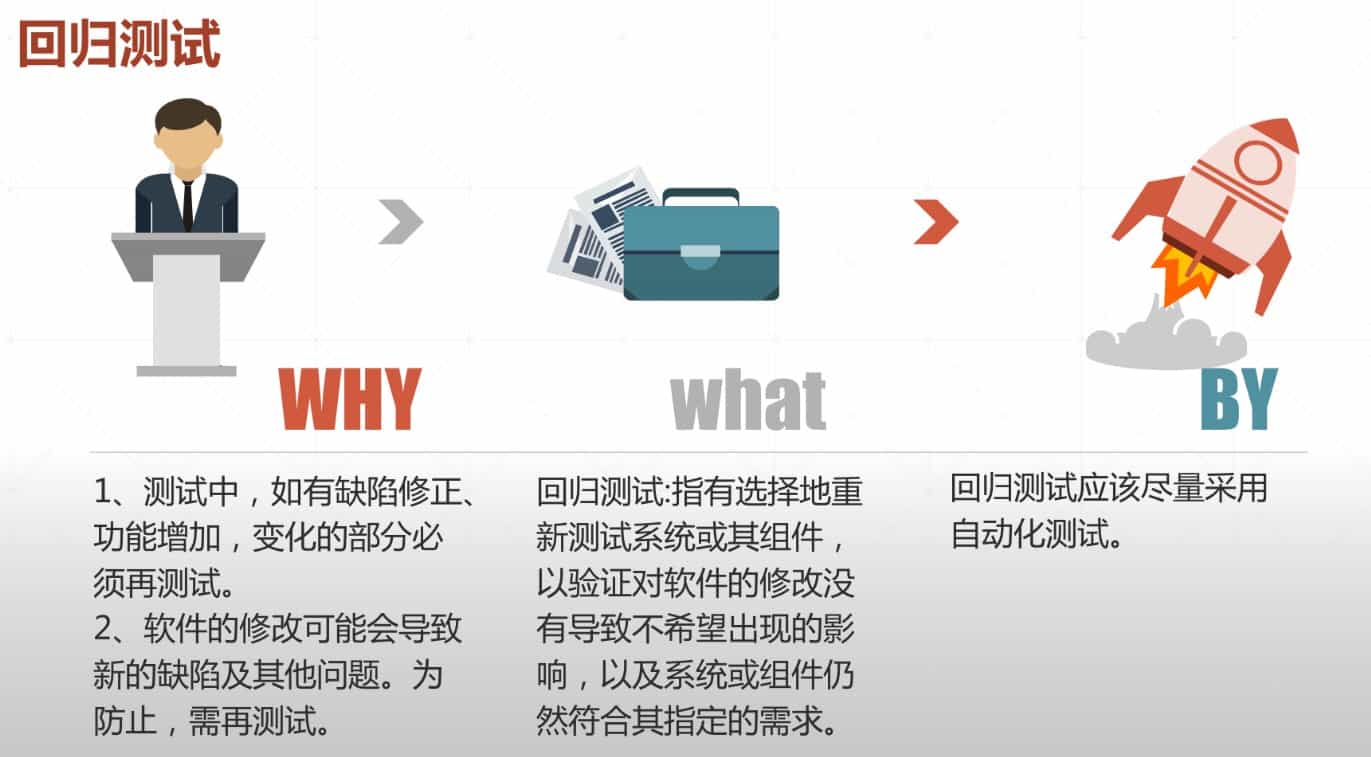 回归测试
WHY
1、测试中，如有缺陷修正、
功能增加，变化的部分必
须再测试。
2、软件的修改可能会导致
新的缺陷及其他问题。为
防止，需再测试。
what
回归测试:指有选择地重
新测试系统或其组件，
以验证对软件的修改没
有导致不希望出现的影
响，以及系统或组件仍
然符合其指定的需求。
BY
回归测试应该尽量采用
自动化测试。